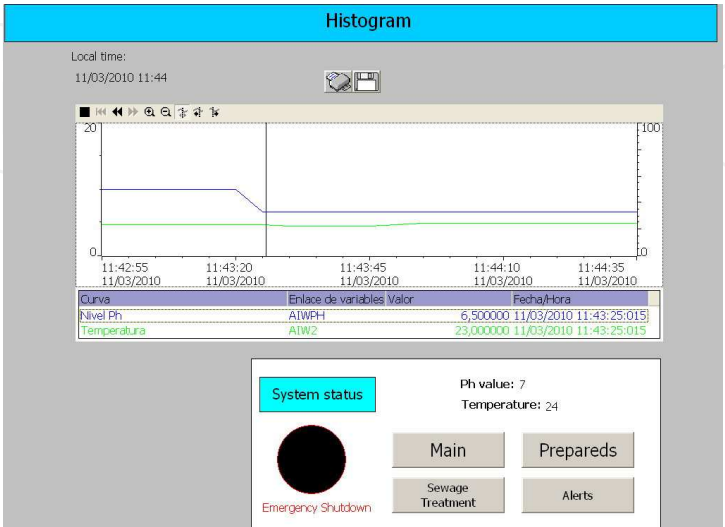 Histogram
Local time:
11/03/2010 11:44
20 100
0 0
11:42:55 11:43:20 11:43:45 11:44:10 11:44:35
11/03/2010 11/03/2010 11/03/2010 11/03/2010 11/03/2010
Curva Enlace de variables Valor Fecha/Hora
Nivel Ph AIWPH 6,500000 11/03/2010 11:43:25:015
Temperatura AIW2 23,000000 11/03/2010 11:43:25:015
System status
Ph value: 7
Temperature: 24
Main Prepareds
Sewage
Treatment
Alerts
Emergency Shutdown